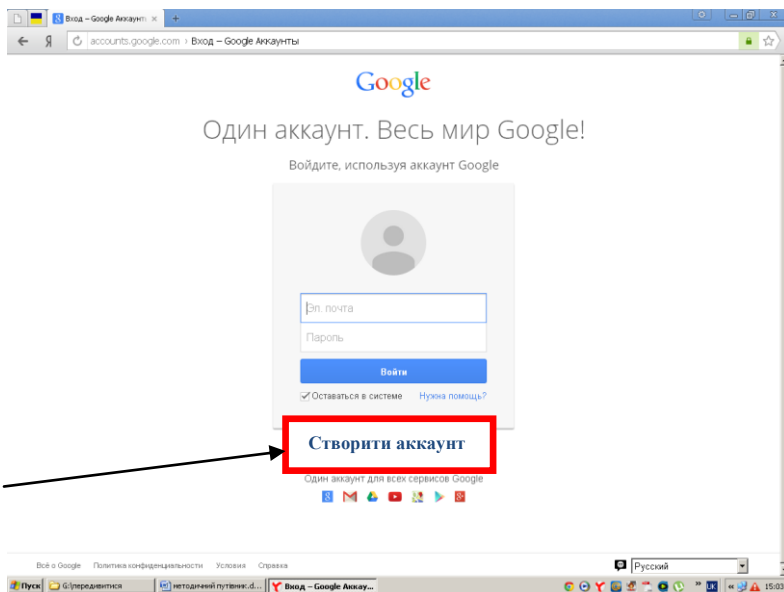 Вход – Google Аккаунт
accounts.google.com › Вход – Google Аккаунты
Google
Один аккаунт. Весь мир Google!
Войдите, используя аккаунт Google
Эл. почта
Пароль
Войти
Оставаться в системе Нужна помощь?
Створити аккаунт
Один аккаунт для всех сервисов Google
Всё о Google Политика конфиденциальности Условия Справка
Русский
Пуск G:\передивитися методичний путівник.d... Вход – Google Аккау... UK 15:03